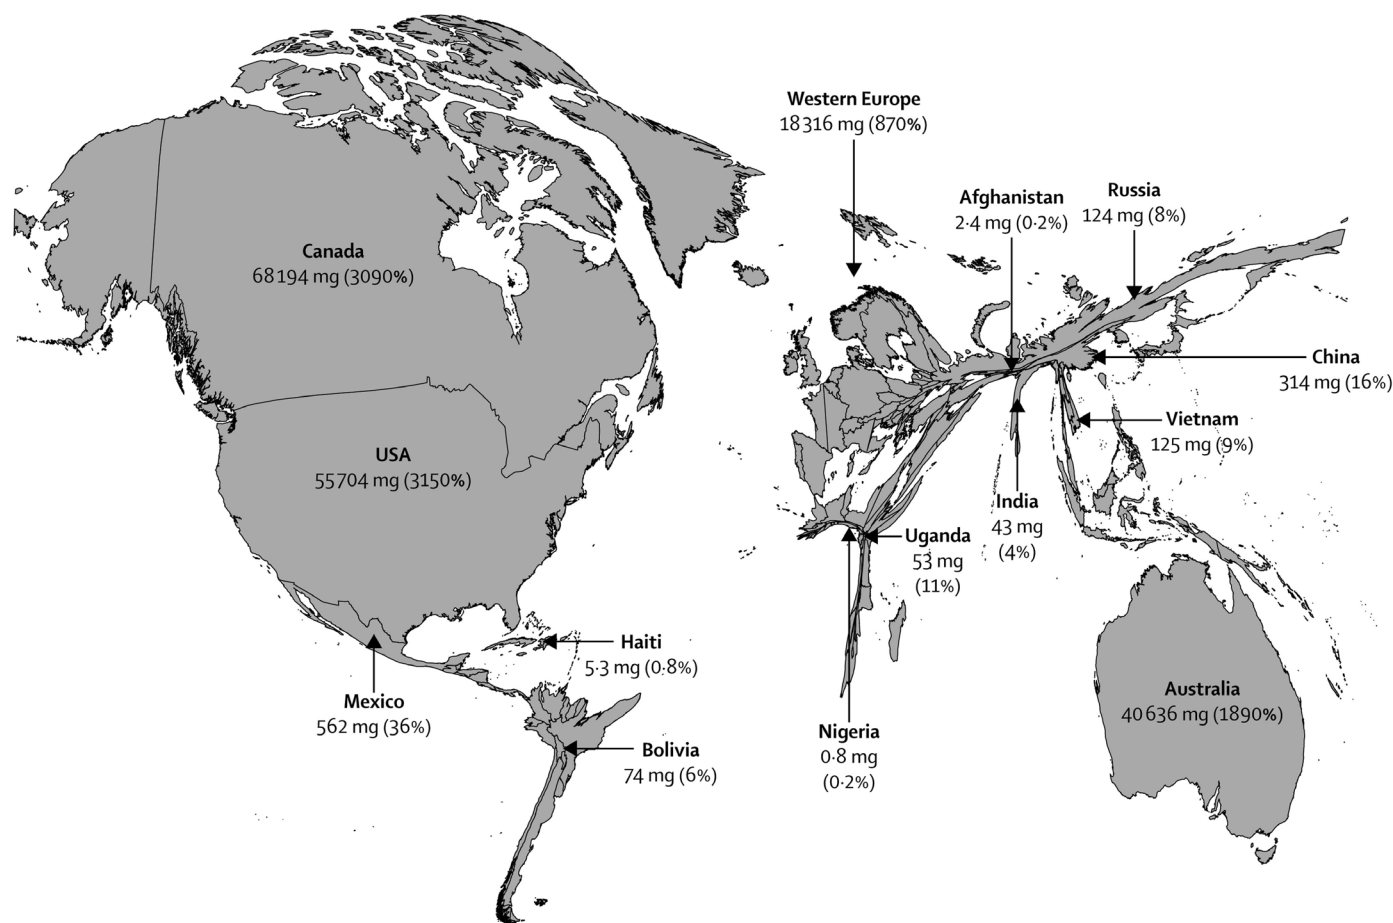 Western Europe
18 316 mg (870%)
Afghanistan
2·4 mg (0·2%)
Russia
124 mg (8%)
Canada
68 194 mg (3090%)
China
314 mg (16%)
Vietnam
125 mg (9%)
USA
55 704 mg (3150%)
India
43 mg
(4%)
Uganda
53 mg
(11%)
Haiti
5·3 mg (0·8%)
Mexico
562 mg (36%)
Australia
40 636 mg (1890%)
Nigeria
0·8 mg
(0·2%)
Bolivia
74 mg (6%)